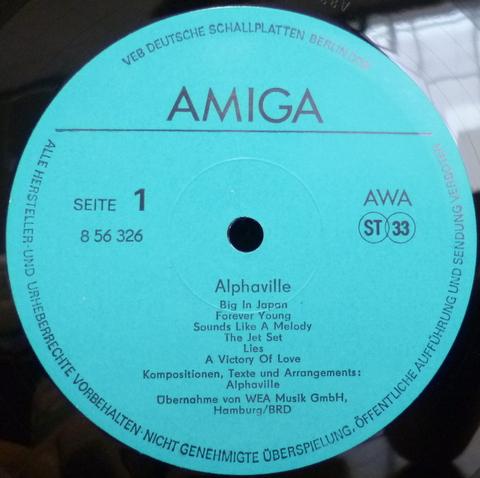 VEB DEUTSCHE SCHALLPLATTEN BERLIN DDR
AMIGA
SEITE 1
8 56 326
AWA
ST 33
Alphaville
Big In Japan
Forever Young
Sounds Like A Melody
The Jet Set
Lies
A Victory Of Love
Kompositionen, Texte und Arrangements:
Alphaville
Übernahme von WEA Musik GmbH,
Hamburg/BRD
ALLE HERSTELLER- UND URHEBERRECHTE VORBEHALTEN · NICHT GENEHMIGTE ÜBERSPIELUNG, ÖFFENTLICHE AUFFÜHRUNG UND SENDUNG VERBOTEN